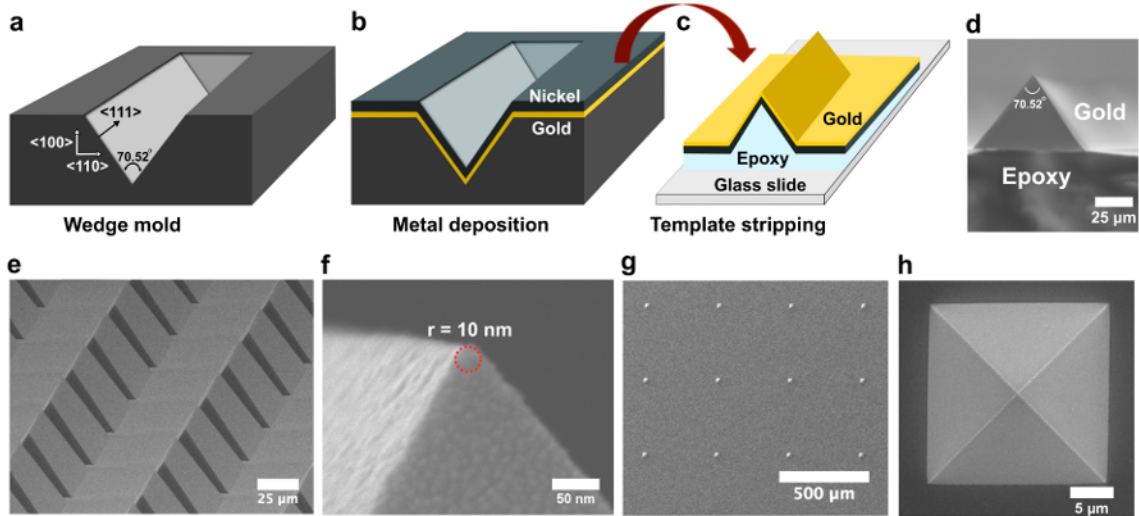 a
<111>
<100>
<110>
70.52°
Wedge mold
b
Nickel
Gold
Metal deposition
c
Gold
Epoxy
Glass slide
Template stripping
d
70.52°
Gold
Epoxy
25 µm
e
25 µm
f
r = 10 nm
50 nm
g
500 µm
h
5 µm